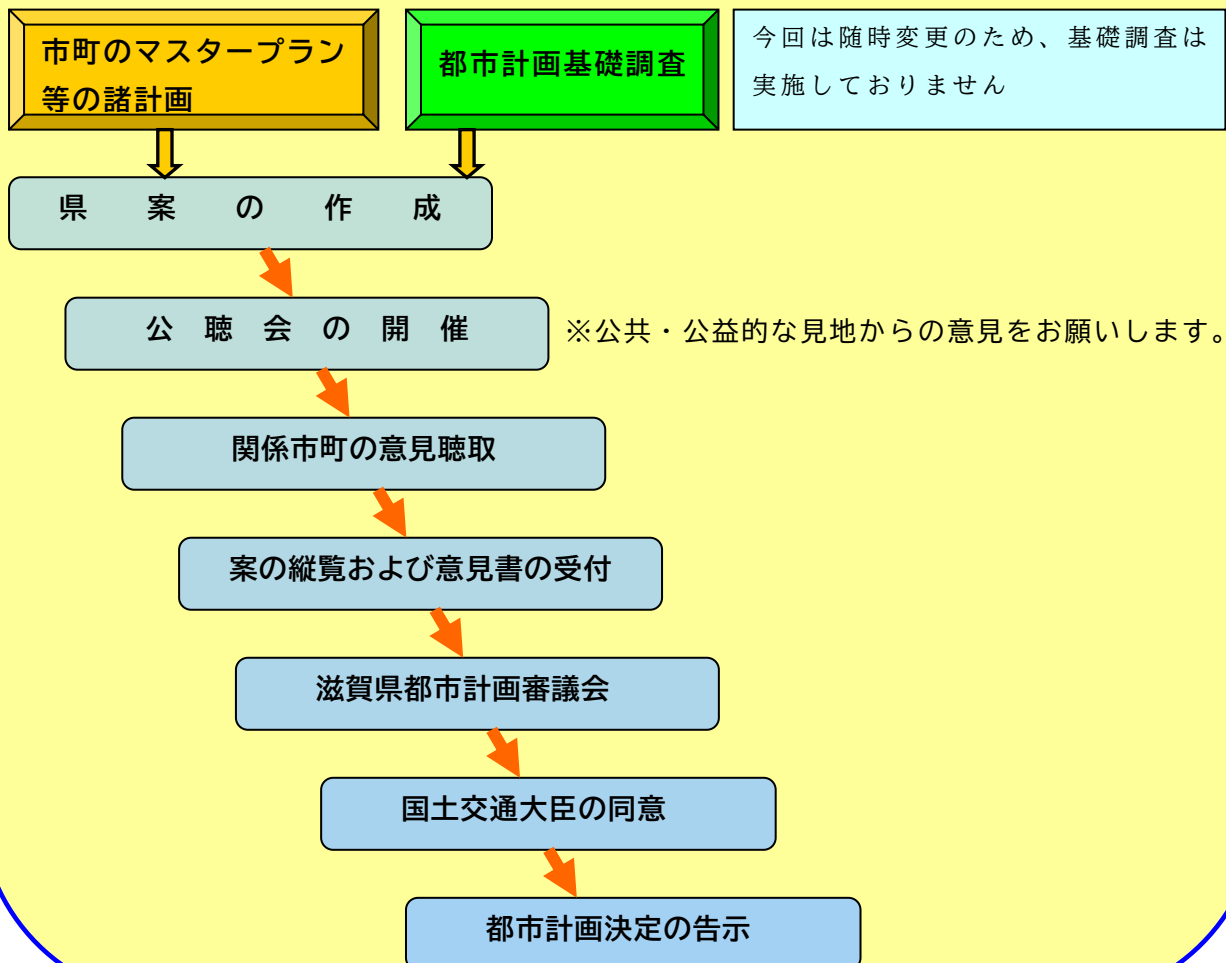 市町のマスタープラン
等の諸計画
都市計画基礎調査
今回は随時変更のため、基礎調査は
実施しておりません
県案の作成
公聴会の開催
※公共・公益的な見地からの意見をお願いします。
関係市町の意見聴取
案の縦覧および意見書の受付
滋賀県都市計画審議会
国土交通大臣の同意
都市計画決定の告示